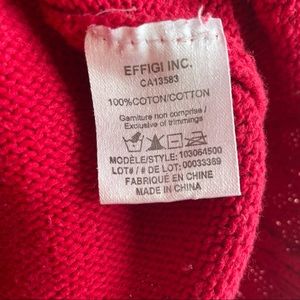 EFFIGI INC.
CA13583
100%COTON/COTTON
Garniture non comprise /
Exclusive of trimmings
MODÈLE/STYLE: 103064500
LOT# / # DE LOT: 00033389
FABRIQUÉ EN CHINE
MADE IN CHINA